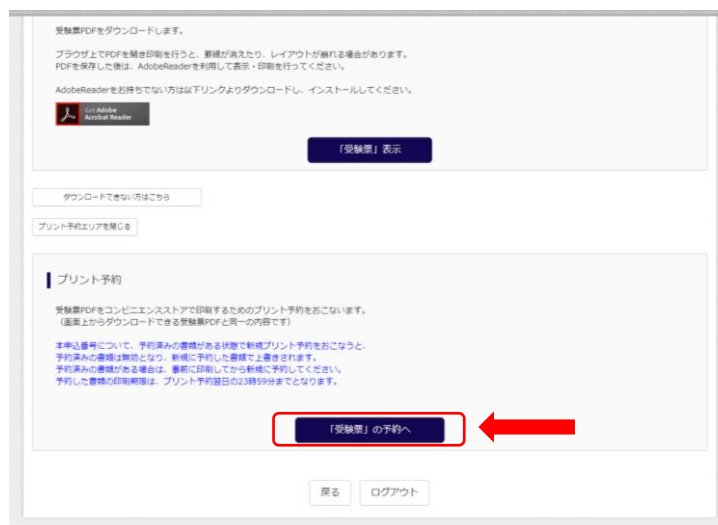 受験票PDFをダウンロードします。
ブラウザ上でPDFを開き印刷を行うと、罫線が消えたり、レイアウトが崩れる場合があります。
PDFを保存した後は、AdobeReaderを利用して表示・印刷を行ってください。
AdobeReaderをお持ちでない方は以下リンクよりダウンロードし、インストールしてください。
Get Adobe
Acrobat Reader
「受験票」表示
ダウンロードできない方はこちら
プリント予約エリアを閉じる
プリント予約
受験票PDFをコンビニエンスストアで印刷するためのプリント予約をおこないます。
（画面上からダウンロードできる受験票PDFと同一の内容です）
本申込番号について、予約済みの書類がある状態で新規プリント予約をおこなうと、
予約済みの書類は無効となり、新規に予約した書類で上書きされます。
予約済みの書類がある場合は、事前に印刷してから新規に予約してください。
予約した書類の印刷期限は、プリント予約翌日の23時59分までとなります。
「受験票」の予約へ
戻る
ログアウト